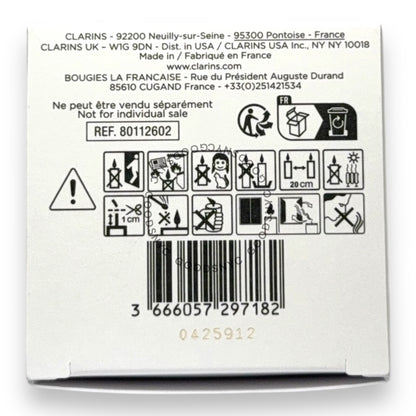 CLARINS - 92200 Neuilly-sur-Seine - 95300 Pontoise - France
CLARINS UK – W1G 9DN - Dist. in USA / CLARINS USA Inc., NY NY 10018
Made in / Fabriqué en France
www.clarins.com
BOUGIES LA FRANCAISE - Rue du Président Auguste Durand
85610 CUGAND France - +33(0)251421534
Ne peut être vendu séparément
Not for individual sale
REF. 80112602
FR
20 cm
1 cm
GOODSNYC GOODSNYC
3 666057 297182
0425912